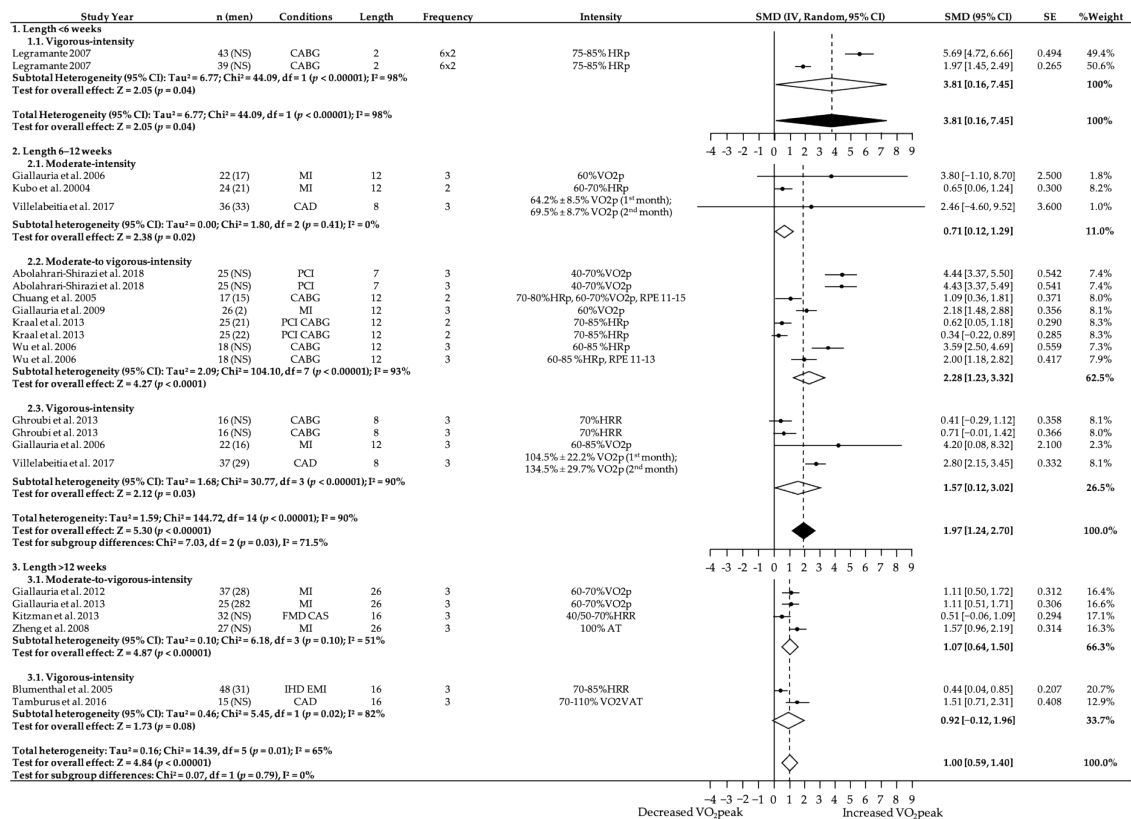 Study Year n (men) Conditions Length Frequency Intensity SMD (IV, Random, 95% CI) SMD (95% CI) SE %Weight
1. Length <6 weeks
1.1. Vigorous-intensity
Legramante 2007 43 (NS) CABG 2 6x2 75-85% HRp 5.69 [4.72, 6.66] 0.494 49.4%
Legramante 2007 39 (NS) CABG 2 6x2 75-85% HRp 1.97 [1.45, 2.49] 0.265 50.6%
Subtotal Heterogeneity (95% CI): Tau² = 6.77; Chi² = 44.09, df = 1 (p < 0.00001); I² = 98%
Test for overall effect: Z = 2.05 (p = 0.04) 3.81 [0.16, 7.45] 100%
Total Heterogeneity (95% CI): Tau² = 6.77; Chi² = 44.09, df = 1 (p < 0.00001); I² = 98%
Test for overall effect: Z = 2.05 (p = 0.04) 3.81 [0.16, 7.45] 100%
-4 -3 -2 -1 0 1 2 3 4 5 6 7 8 9
2. Length 6–12 weeks
2.1. Moderate-intensity
Giallauria et al. 2006 22 (17) MI 12 3 60%VO2p 3.80 [−1.10, 8.70] 2.500 1.8%
Kubo et al. 20004 24 (21) MI 12 2 60-70%HRp 0.65 [0.06, 1.24] 0.300 8.2%
Villelabeitia et al. 2017 36 (33) CAD 8 3 64.2% ± 8.5% VO2p (1st month); 2.46 [−4.60, 9.52] 3.600 1.0%
69.5% ± 8.7% VO2p (2nd month)
Subtotal Heterogeneity (95% CI): Tau² = 0.00; Chi² = 1.80, df = 2 (p = 0.41); I² = 0%
Test for overall effect: Z = 2.38 (p = 0.02) 0.71 [0.12, 1.29] 11.0%
2.2. Moderate-to vigorous-intensity
Abolahrari-Shirazi et al. 2018 25 (NS) PCI 7 3 40-70%VO2p 4.44 [3.37, 5.50] 0.542 7.4%
Abolahrari-Shirazi et al. 2018 25 (NS) PCI 7 3 40-70%VO2p 4.43 [3.37, 5.49] 0.541 7.4%
Chuang et al. 2005 17 (15) CABG 12 2 70-80%HRp, 60-70%VO2p, RPE 11-15 1.09 [0.36, 1.81] 0.371 8.0%
Giallauria et al. 2009 26 (2) MI 12 3 60%VO2p 2.18 [1.48, 2.88] 0.356 8.1%
Kraal et al. 2013 25 (21) PCI CABG 12 2 70-85%HRp 0.62 [0.05, 1.18] 0.290 8.3%
Kraal et al. 2013 25 (22) PCI CABG 12 2 70-85%HRp 0.34 [−0.22, 0.89] 0.285 8.3%
Wu et al. 2006 18 (NS) CABG 12 3 60-85 %HRp 3.59 [2.50, 4.69] 0.559 7.3%
Wu et al. 2006 18 (NS) CABG 12 3 60-85 %HRp, RPE 11-13 2.00 [1.18, 2.82] 0.417 7.9%
Subtotal Heterogeneity (95% CI): Tau² = 2.09; Chi² = 104.10, df = 7 (p < 0.00001); I² = 93%
Test for overall effect: Z = 4.27 (p < 0.0001) 2.28 [1.23, 3.32] 62.5%
2.3. Vigorous-intensity
Ghroubi et al. 2013 16 (NS) CABG 8 3 70%HRR 0.41 [−0.29, 1.12] 0.358 8.1%
Ghroubi et al. 2013 16 (NS) CABG 8 3 70%HRR 0.71 [−0.01, 1.42] 0.366 8.0%
Giallauria et al. 2006 22 (16) MI 12 3 60-85%VO2p 4.20 [0.08, 8.32] 2.100 2.3%
Villelabeitia et al. 2017 37 (29) CAD 8 3 104.5% ± 22.2% VO2p (1st month); 2.80 [2.15, 3.45] 0.332 8.1%
134.5% ± 29.7% VO2p (2nd month)
Subtotal Heterogeneity (95% CI): Tau² = 1.68; Chi² = 30.77, df = 3 (p < 0.00001); I² = 90%
Test for overall effect: Z = 2.12 (p = 0.03) 1.57 [0.12, 3.02] 26.5%
Total heterogeneity: Tau² = 1.59; Chi² = 144.72, df = 14 (p < 0.00001); I² = 90%
Test for overall effect: Z = 5.30 (p < 0.00001) 1.97 [1.24, 2.70] 100.0%
Test for subgroup differences: Chi² = 7.03, df = 2 (p = 0.03), I² = 71.5%
-4 -3 -2 -1 0 1 2 3 4 5 6 7 8 9
3. Length >12 weeks
3.1. Moderate-to-vigorous-intensity
Giallauria et al. 2012 37 (28) MI 26 3 60-70%VO2p 1.11 [0.50, 1.72] 0.312 16.4%
Giallauria et al. 2013 25 (282 MI 26 3 60-70%VO2p 1.11 [0.51, 1.71] 0.306 16.6%
Kitzman et al. 2013 32 (NS) FMD CAS 16 3 40/50-70%HRR 0.51 [−0.06, 1.09] 0.294 17.1%
Zheng et al. 2008 27 (NS) MI 26 3 100% AT 1.57 [0.96, 2.19] 0.314 16.3%
Subtotal heterogeneity (95% CI): Tau² = 0.10; Chi² = 6.18, df = 3 (p = 0.10); I² = 51%
Test for overall effect: Z = 4.87 (p < 0.00001) 1.07 [0.64, 1.50] 66.3%
3.1. Vigorous-intensity
Blumenthal et al. 2005 48 (31) IHD EMI 16 3 70-85%HRR 0.44 [0.04, 0.85] 0.207 20.7%
Tamburus et al. 2016 15 (NS) CAD 16 3 70-110% VO2VAT 1.51 [0.71, 2.31] 0.408 12.9%
Subtotal heterogeneity (95% CI): Tau² = 0.46; Chi² = 5.45, df = 1 (p = 0.02); I² = 82%
Test for overall effect: Z = 1.73 (p = 0.08) 0.92 [−0.12, 1.96] 33.7%
Total heterogeneity: Tau² = 0.16; Chi² = 14.39, df = 5 (p = 0.01); I² = 65%
Test for overall effect: Z = 4.84 (p < 0.00001) 1.00 [0.59, 1.40] 100.0%
Test for subgroup differences: Chi² = 0.07, df = 1 (p = 0.79), I² = 0%
-4 -3 -2 -1 0 1 2 3 4 5 6 7 8 9
Decreased VO₂peak Increased VO₂peak